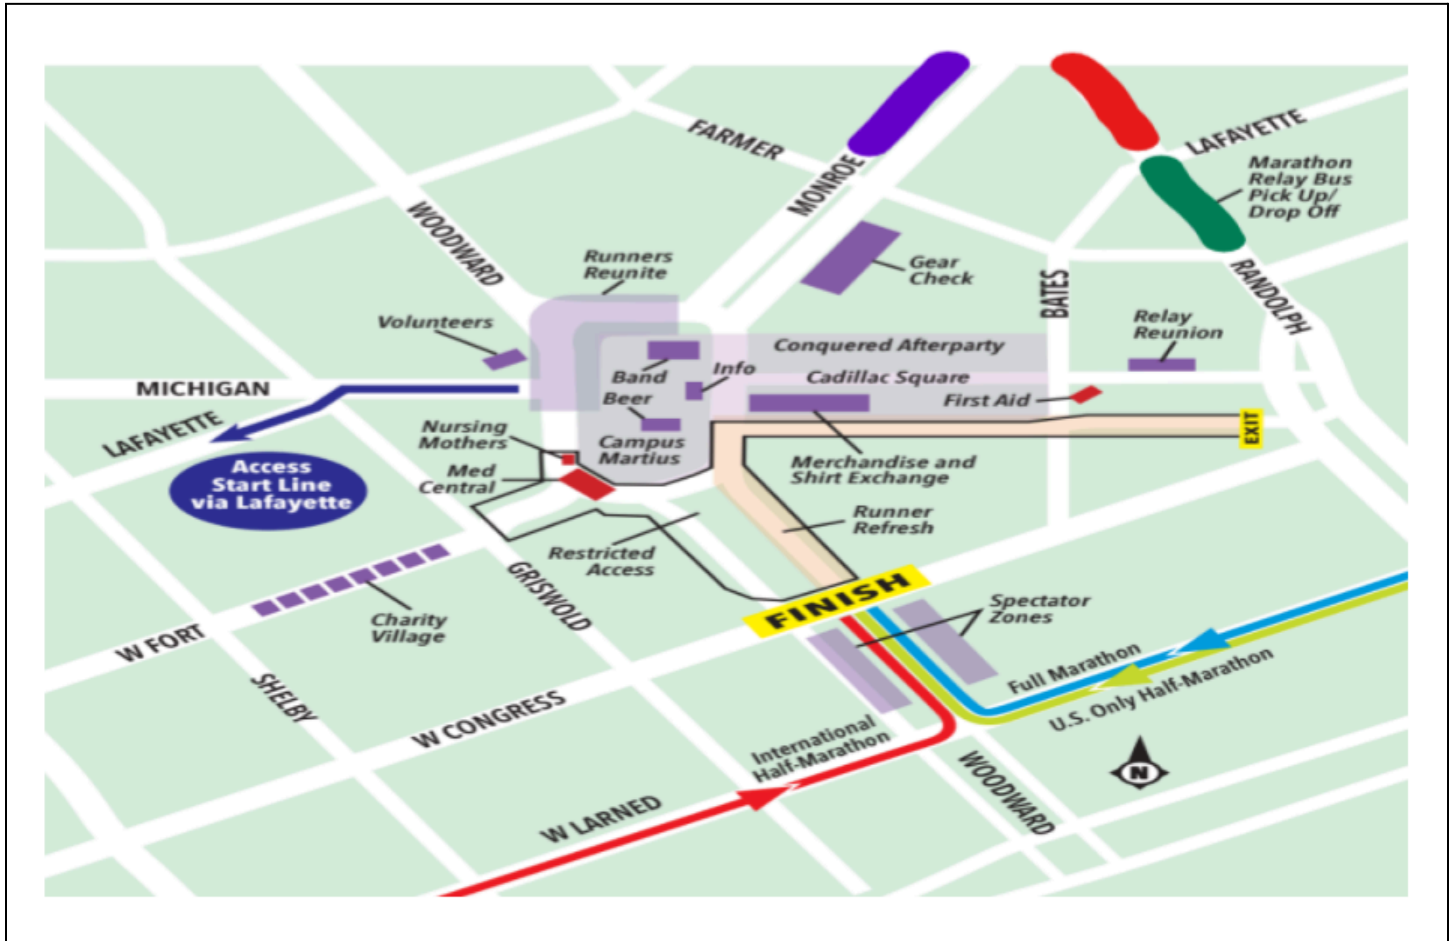 FARMER
LAFAYETTE
MONROE
Marathon
Relay Bus
Pick Up/
Drop Off
WOODWARD
Runners
Reunite
Gear
Check
BATES
RANDOLPH
Volunteers
Relay
Reunion
Conquered Afterparty
Band
Info
Cadillac Square
MICHIGAN
Beer
First Aid
LAFAYETTE
Nursing
Mothers
Campus
Martius
EXIT
Med
Central
Merchandise and
Shirt Exchange
Access
Start Line
via Lafayette
Runner
Refresh
Restricted
Access
GRISWOLD
FINISH
Charity
Village
Spectator
Zones
W FORT
Full Marathon
U.S. Only Half-Marathon
SHELBY
W CONGRESS
International
Half-Marathon
WOODWARD
N
W LARNED